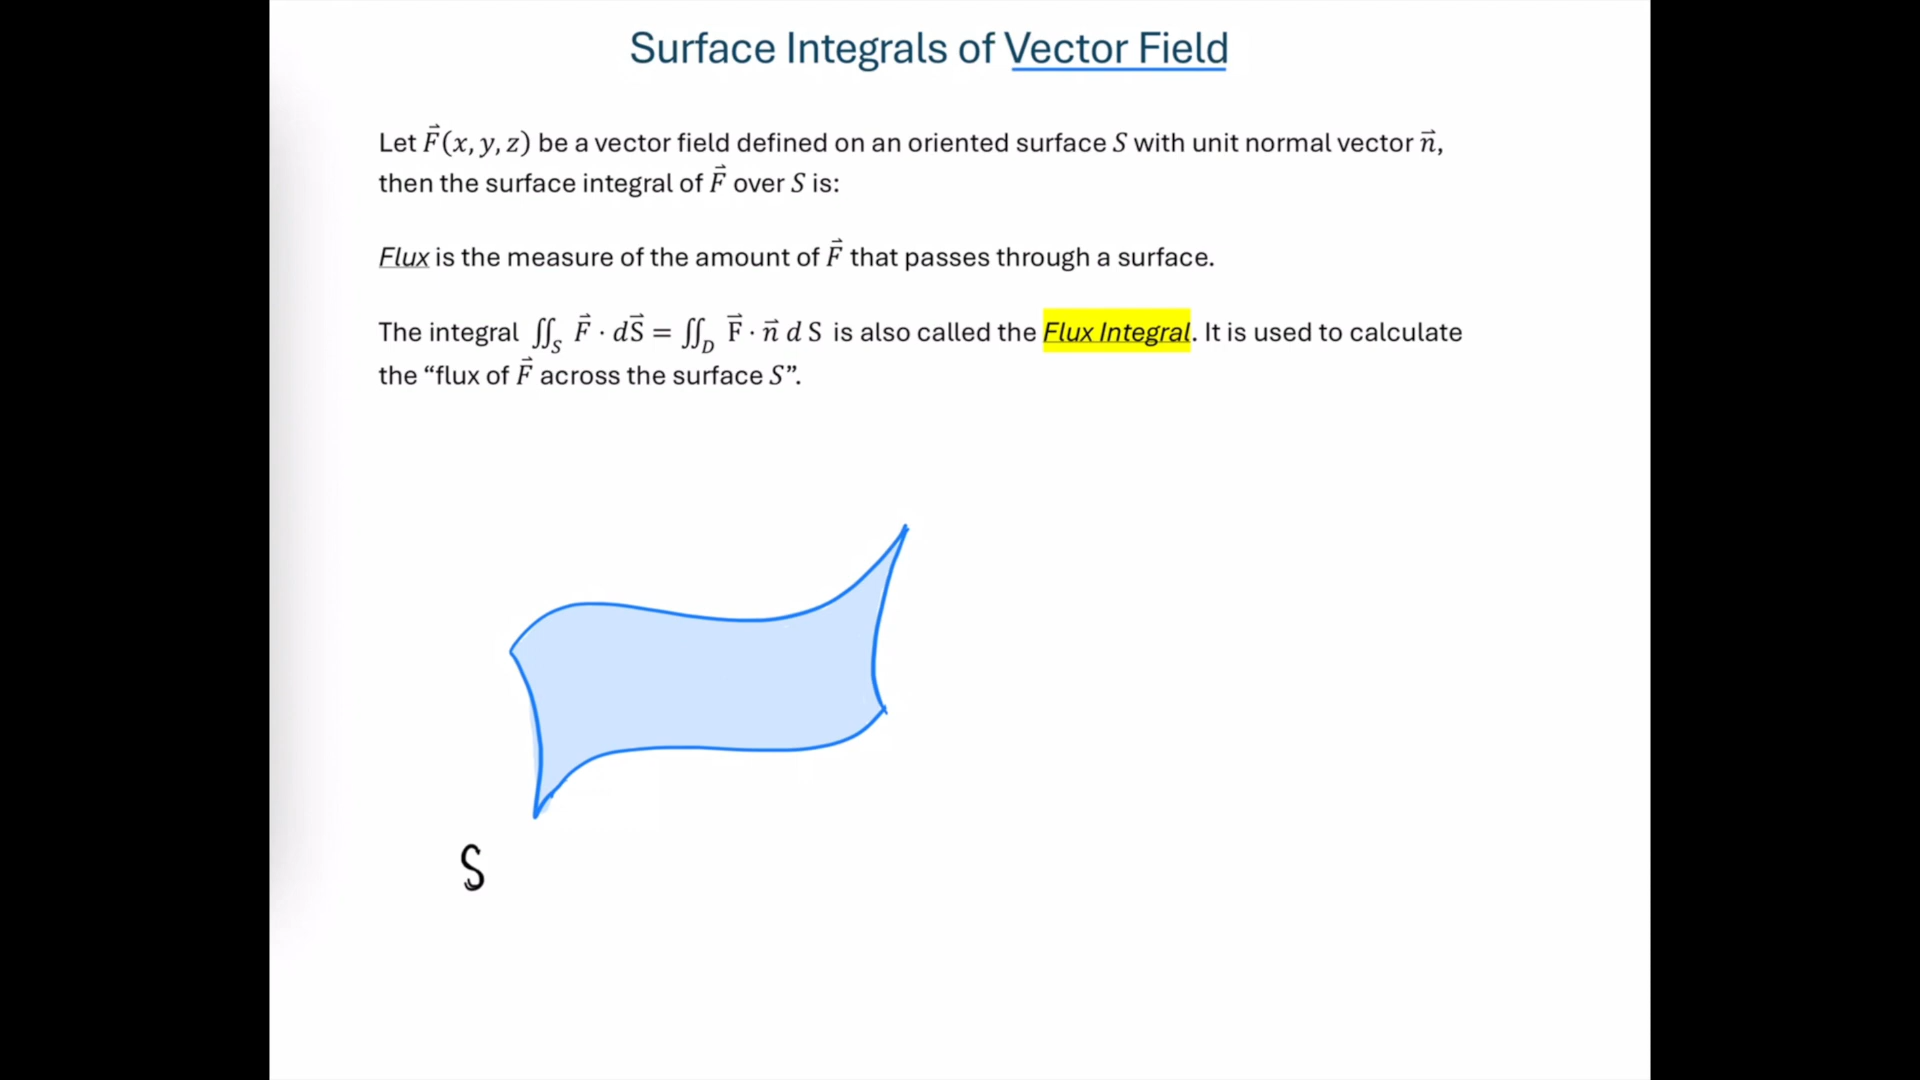 Surface Integrals of Vector Field
Let F⃗(x, y, z) be a vector field defined on an oriented surface S with unit normal vector n⃗,
then the surface integral of F⃗ over S is:
Flux is the measure of the amount of F⃗ that passes through a surface.
The integral ∬_S F⃗ · dS⃗ = ∬_D F⃗ · n⃗ d S is also called the Flux Integral. It is used to calculate
the “flux of F⃗ across the surface S”.
S